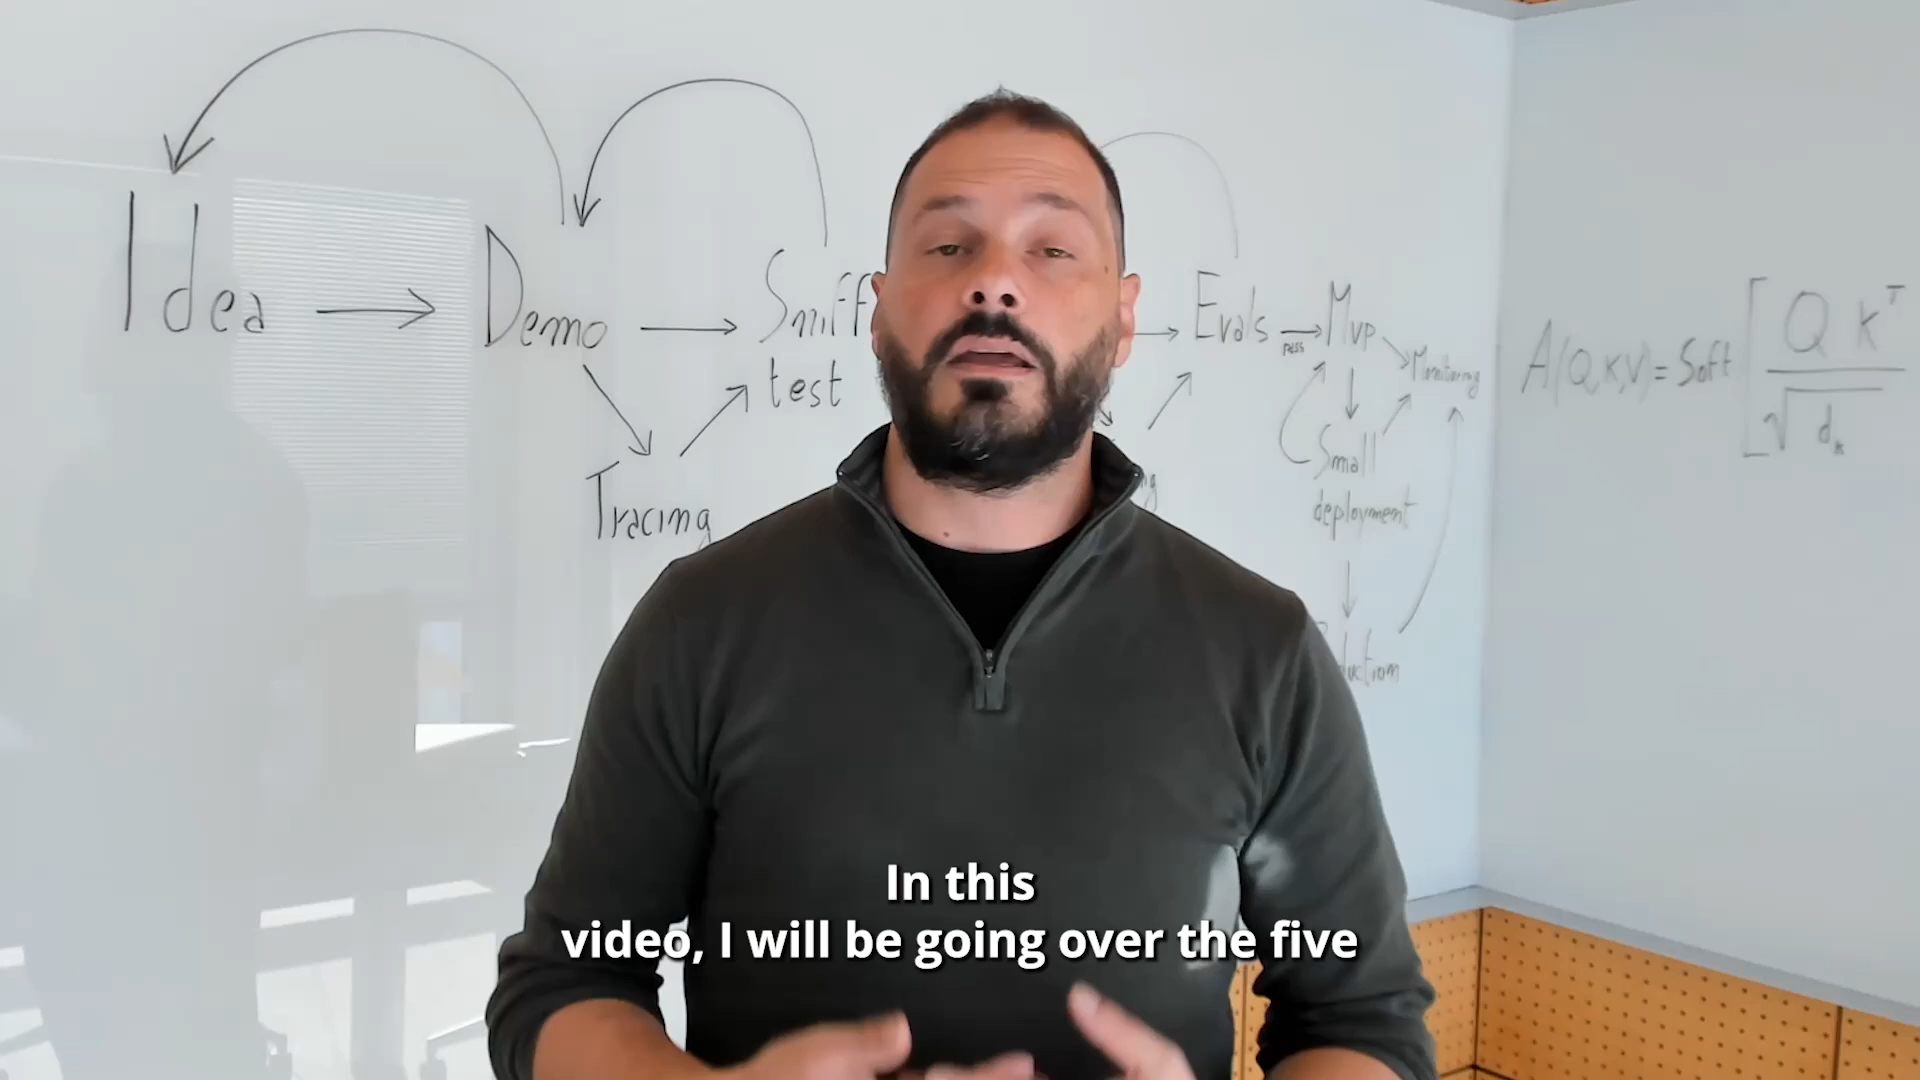 Idea
Demo
Sniff
test
Tracing
Evals
pass
Mvp
Monitoring
Small
deployment
A(Q,K,V) = Soft [ Q K^T / √d_k
In this
video, I will be going over the five